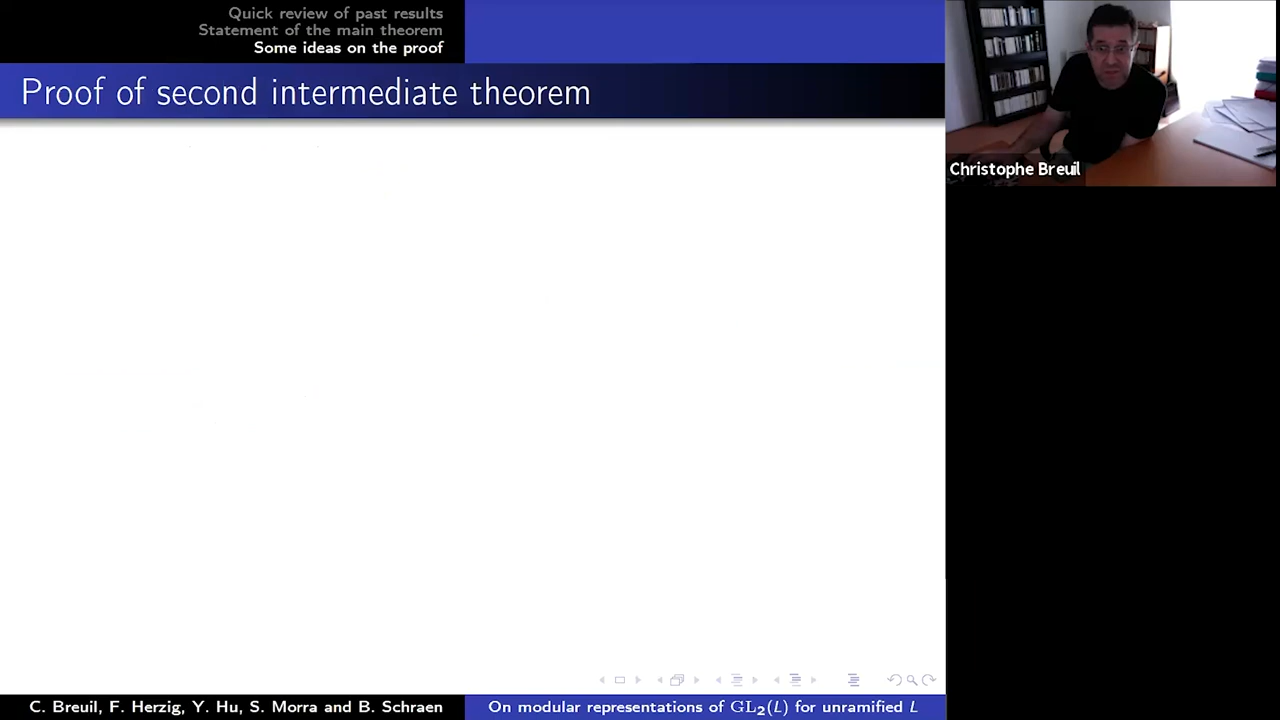 Quick review of past results
Statement of the main theorem
Some ideas on the proof
Proof of second intermediate theorem
Christophe Breuil
C. Breuil, F. Herzig, Y. Hu, S. Morra and B. Schraen
On modular representations of GL₂(L) for unramified L